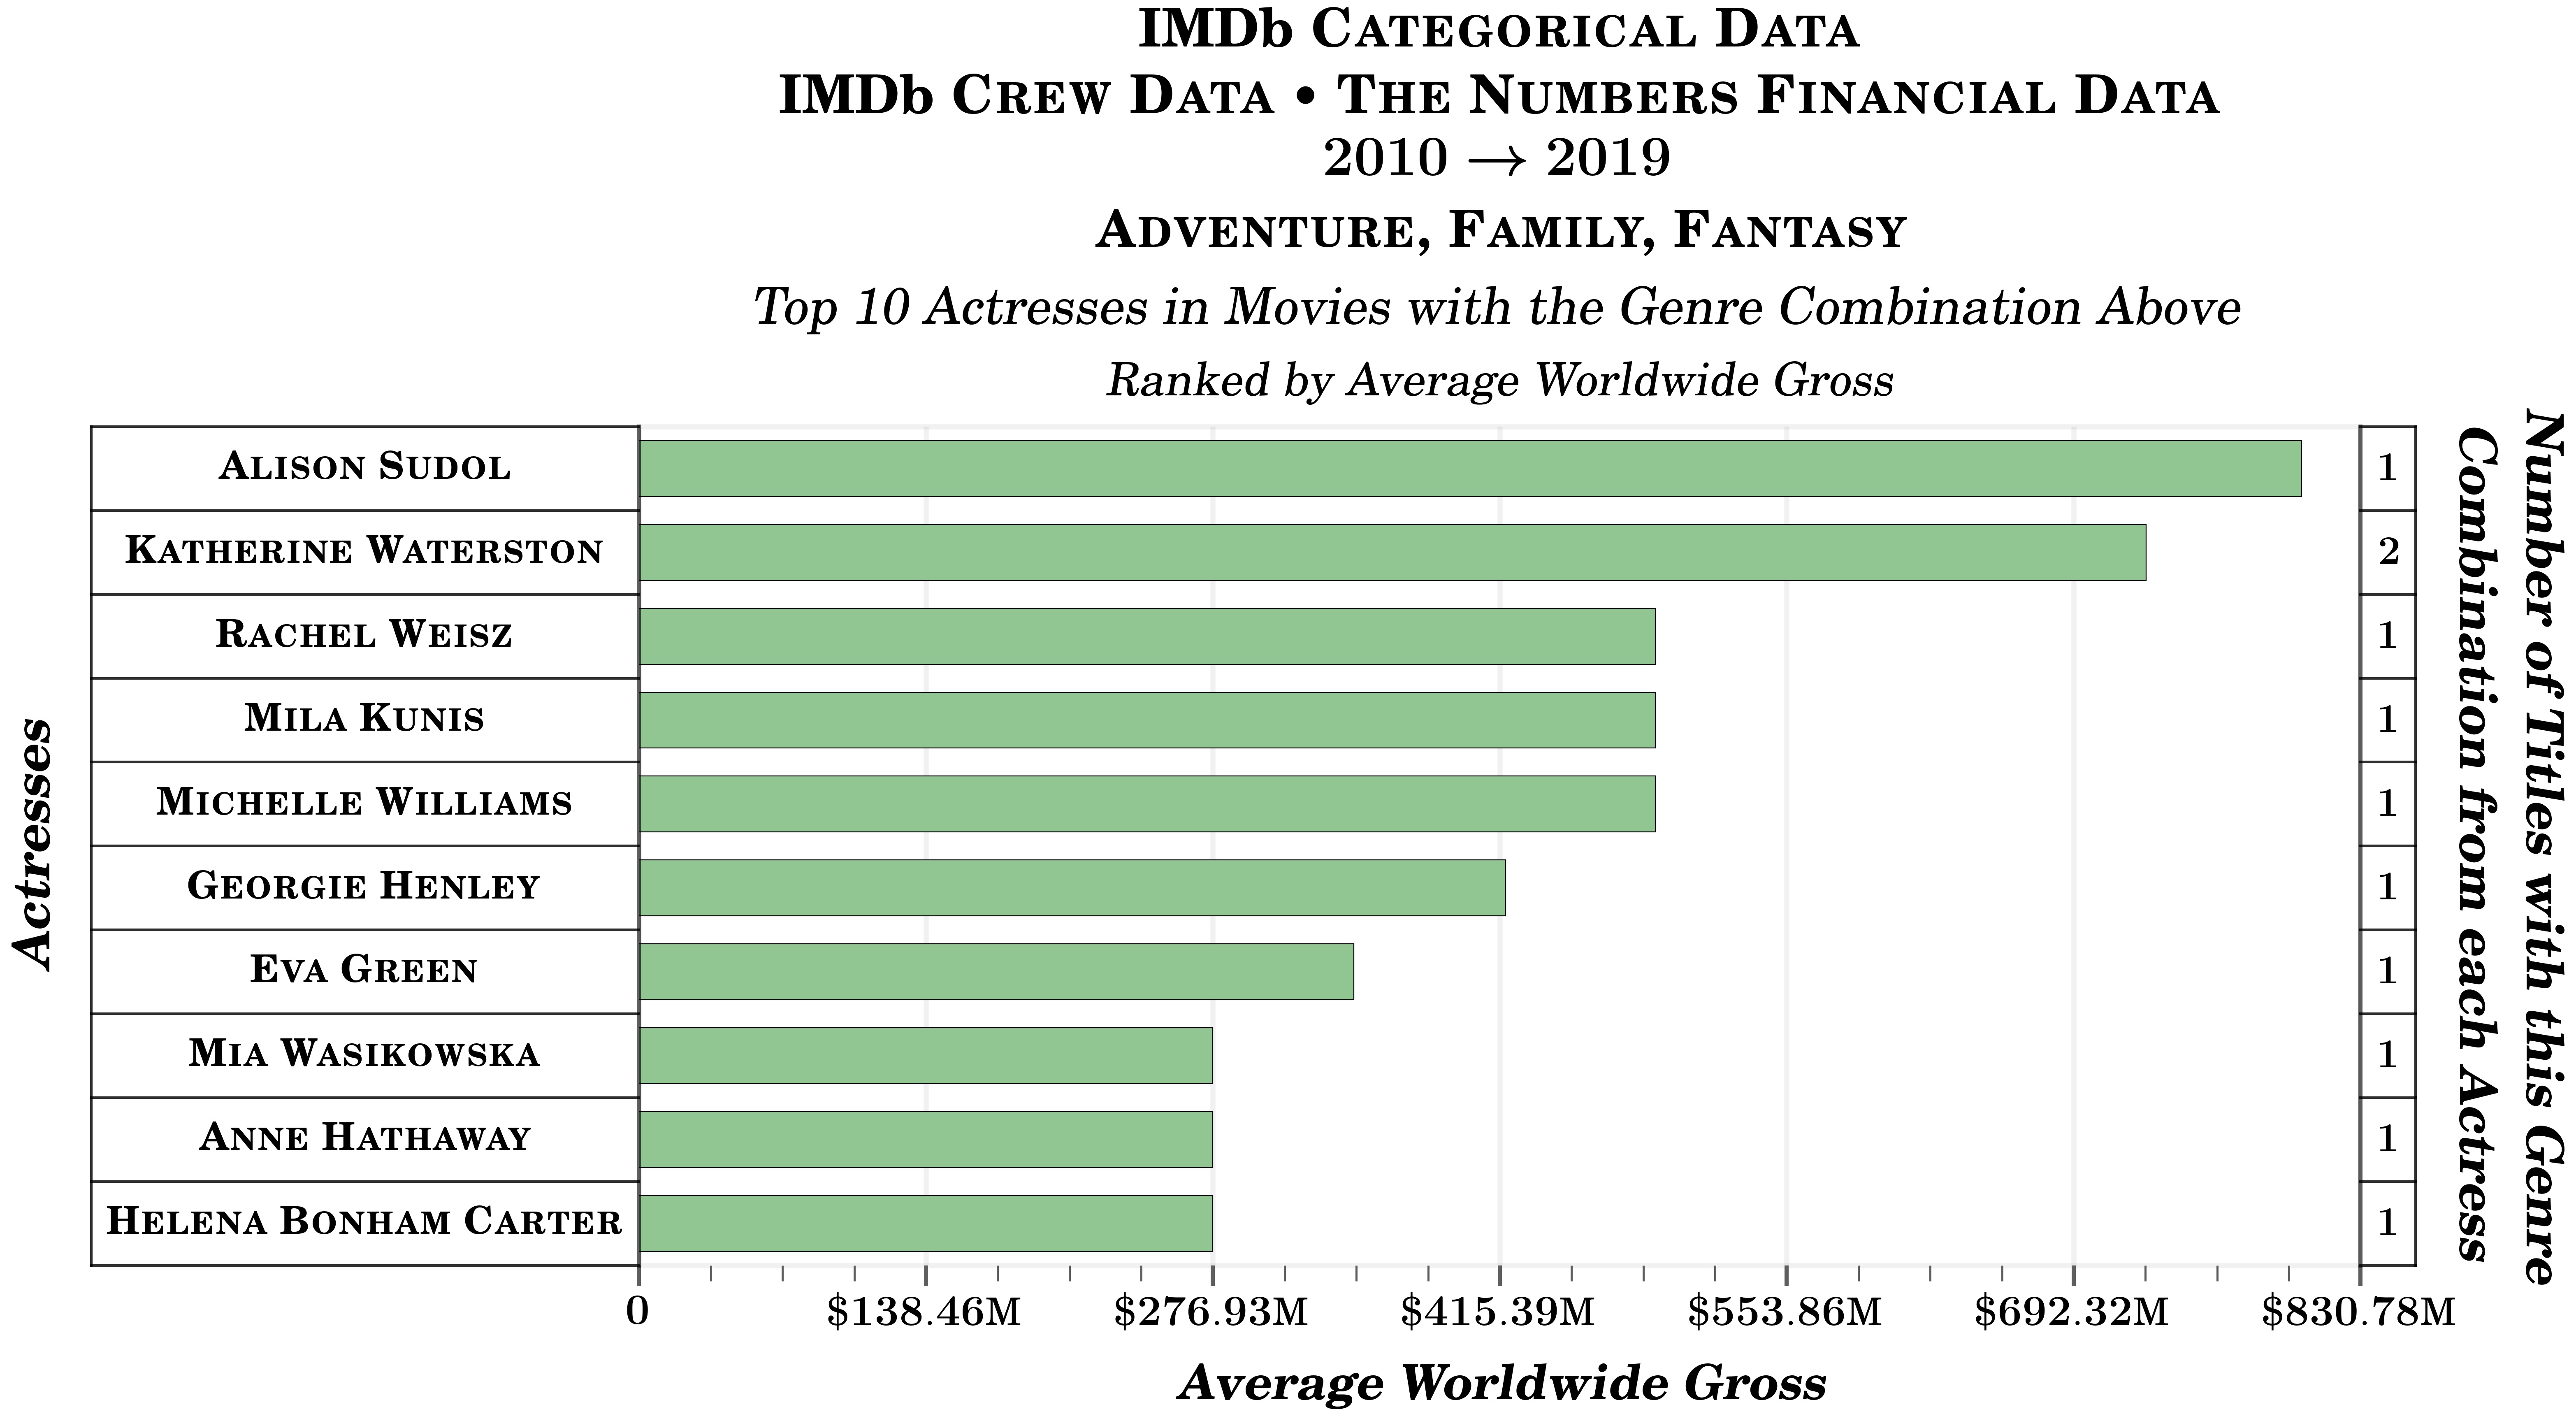 IMDb Categorical Data
IMDb Crew Data • The Numbers Financial Data
2010 → 2019
Adventure, Family, Fantasy
Top 10 Actresses in Movies with the Genre Combination Above
Ranked by Average Worldwide Gross
Actresses
Alison Sudol 1
Katherine Waterston 2
Rachel Weisz 1
Mila Kunis 1
Michelle Williams 1
Georgie Henley 1
Eva Green 1
Mia Wasikowska 1
Anne Hathaway 1
Helena Bonham Carter 1
0 $138.46M $276.93M $415.39M $553.86M $692.32M $830.78M
Average Worldwide Gross
Number of Titles with this Genre
Combination from each Actress